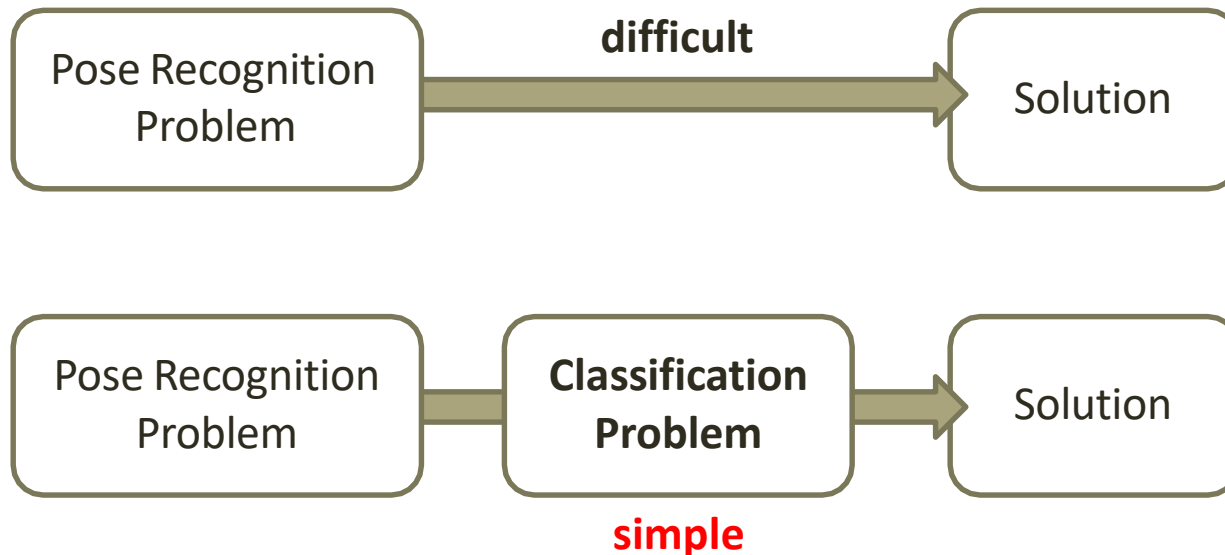 difficult
Pose Recognition
Problem
Solution
Pose Recognition
Problem
Classification
Problem
Solution
simple